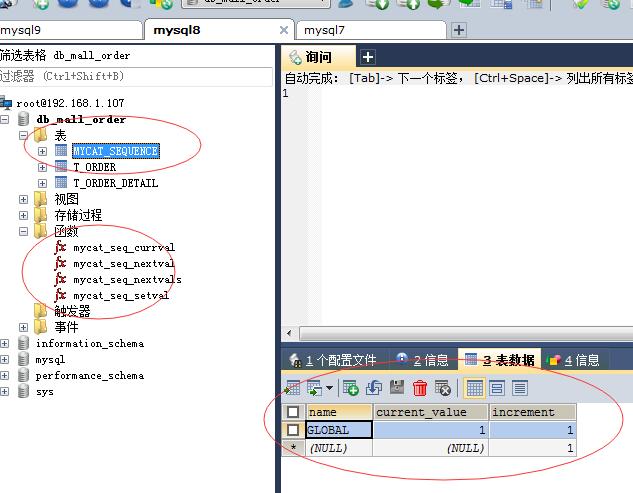 db_mall_order
mysql9
mysql8
mysql7
筛选表格 db_mall_order
过滤器 (Ctrl+Shift+B)
root@192.168.1.107
db_mall_order
表
MYCAT_SEQUENCE
T_ORDER
T_ORDER_DETAIL
视图
存储过程
函数
mycat_seq_currval
mycat_seq_nextval
mycat_seq_nextvals
mycat_seq_setval
触发器
事件
information_schema
mysql
performance_schema
sys
询问
自动完成: [Tab]-> 下一个标签, [Ctrl+Space]-> 列出所有标签
1
1 个配置文件
2 信息
3 表数据
4 信息
name current_value increment
GLOBAL 1 1
* (NULL) (NULL) 1